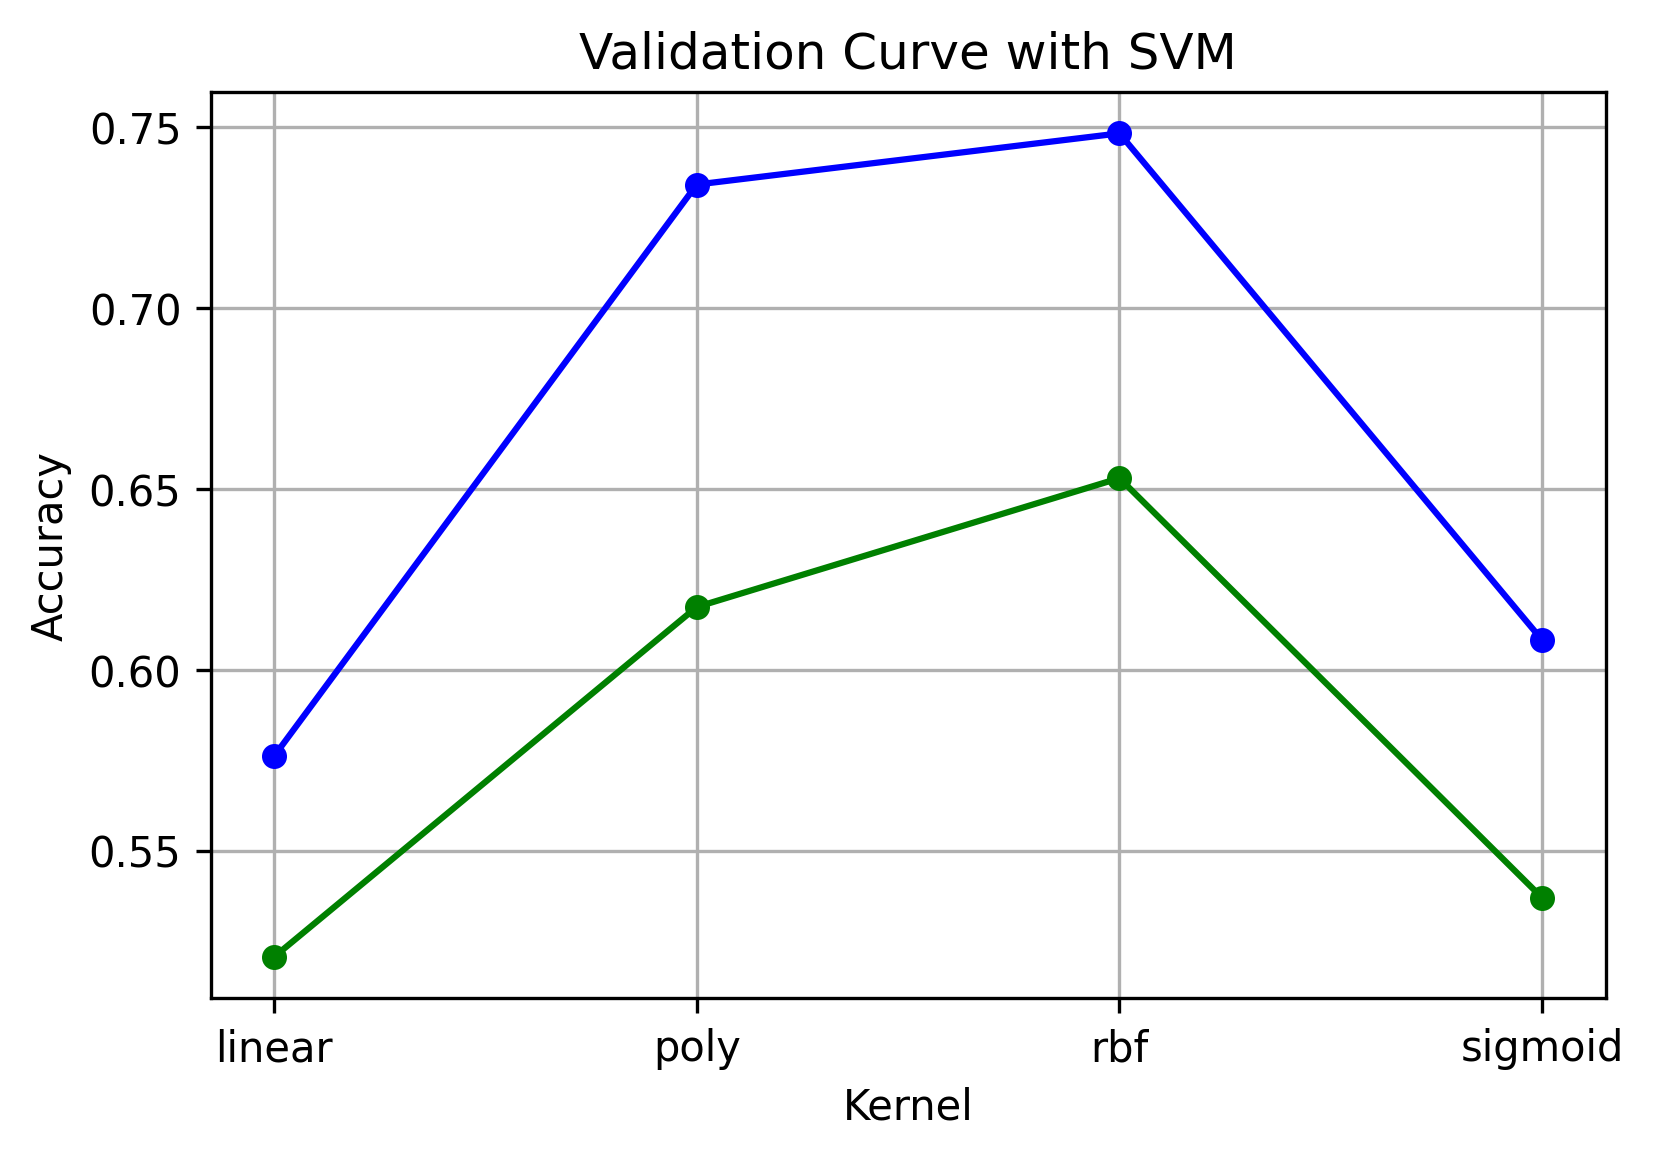 Validation Curve with SVM
0.75
0.70
0.65
0.60
0.55
Accuracy
linear poly rbf sigmoid
Kernel